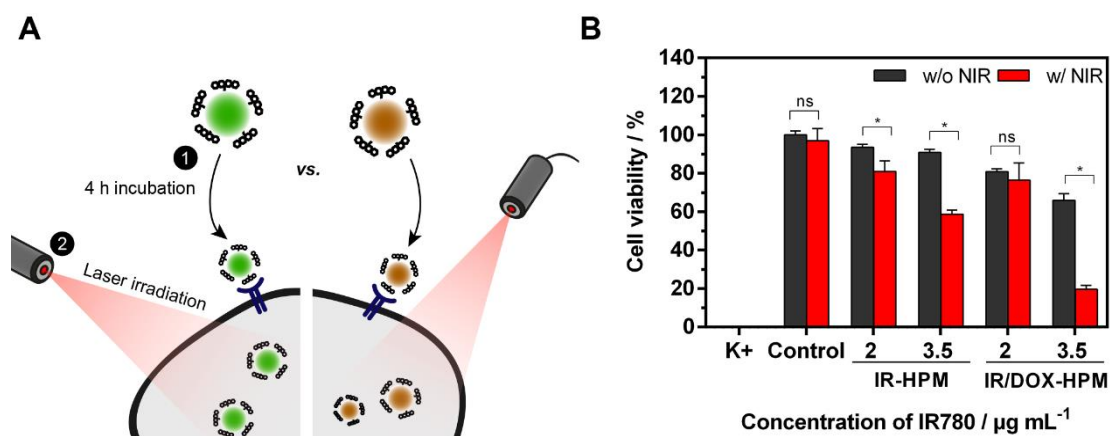 A
1
4 h incubation
vs.
2
Laser irradiation
B
140
120
100
80
60
40
20
0
Cell viability / %
w/o NIR w/ NIR
ns
*
*
ns
*
K+ Control 2 3.5 2 3.5
IR-HPM IR/DOX-HPM
Concentration of IR780 / µg mL⁻¹